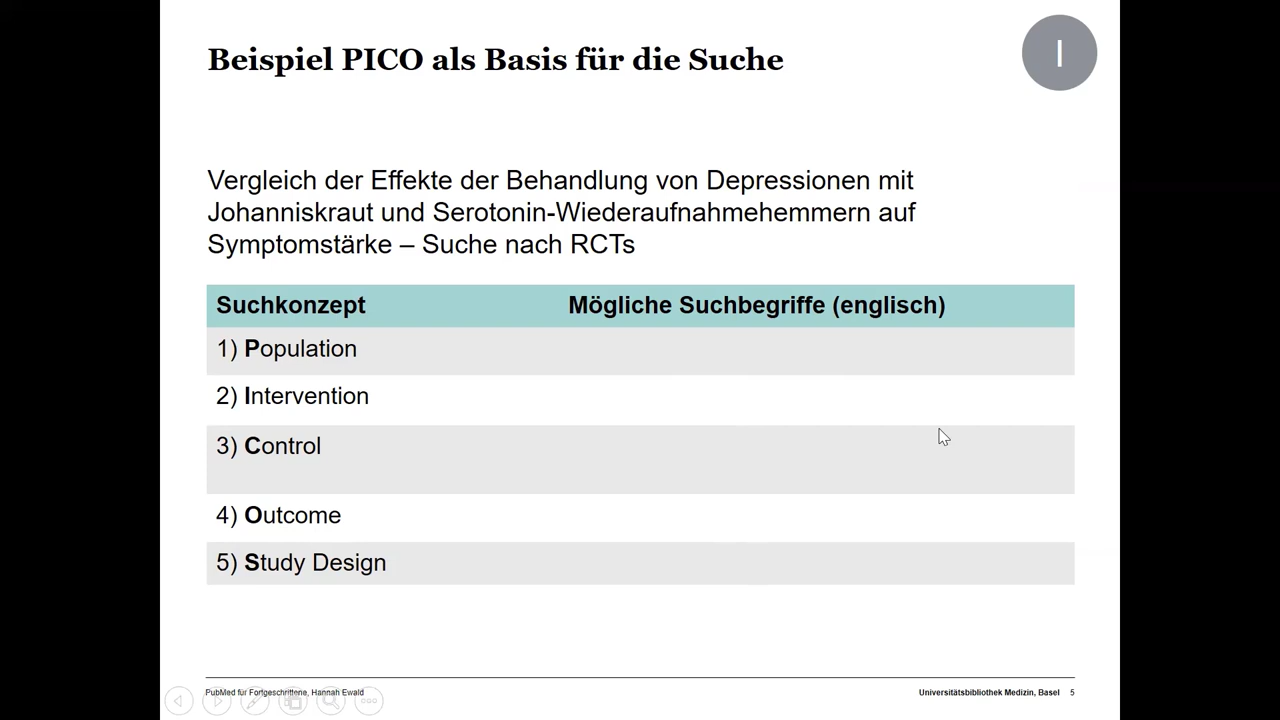 Beispiel PICO als Basis für die Suche
I
Vergleich der Effekte der Behandlung von Depressionen mit
Johanniskraut und Serotonin-Wiederaufnahmehemmern auf
Symptomstärke – Suche nach RCTs
Suchkonzept Mögliche Suchbegriffe (englisch)
1) Population
2) Intervention
3) Control
4) Outcome
5) Study Design
PubMed für Fortgeschrittene, Hannah Ewald
Universitätsbibliothek Medizin, Basel 5